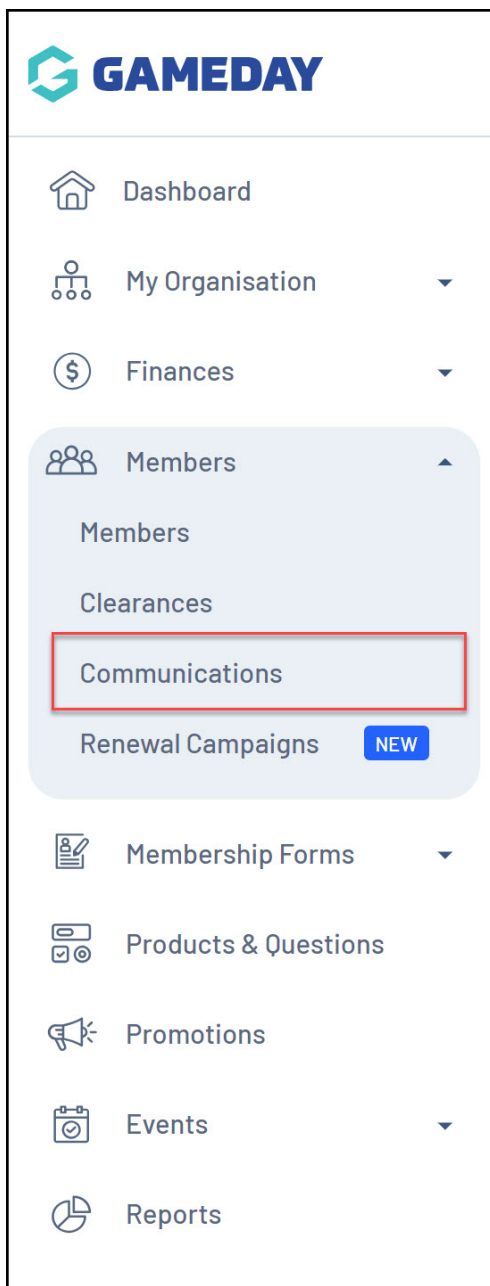 GAMEDAY
Dashboard
My Organisation
Finances
Members
Members
Clearances
Communications
Renewal Campaigns NEW
Membership Forms
Products & Questions
Promotions
Events
Reports